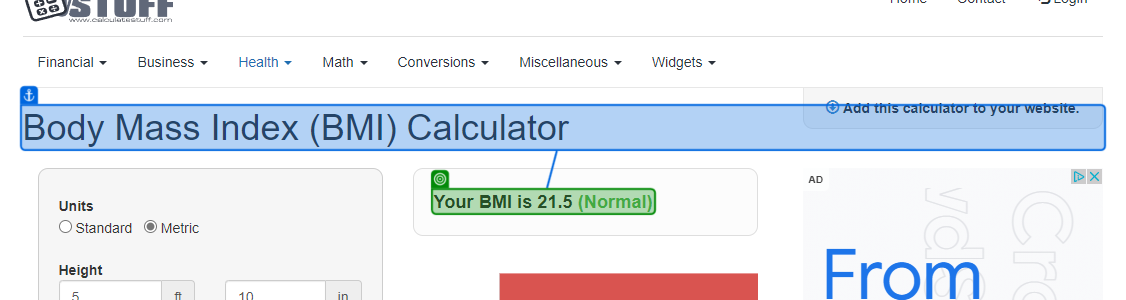 STUFF
www.calculatestuff.com
Home Contact Login
Financial Business Health Math Conversions Miscellaneous Widgets
Add this calculator to your website.
Body Mass Index (BMI) Calculator
Your BMI is 21.5 (Normal)
Units
Standard Metric
Height
5 ft 10 in
AD
From